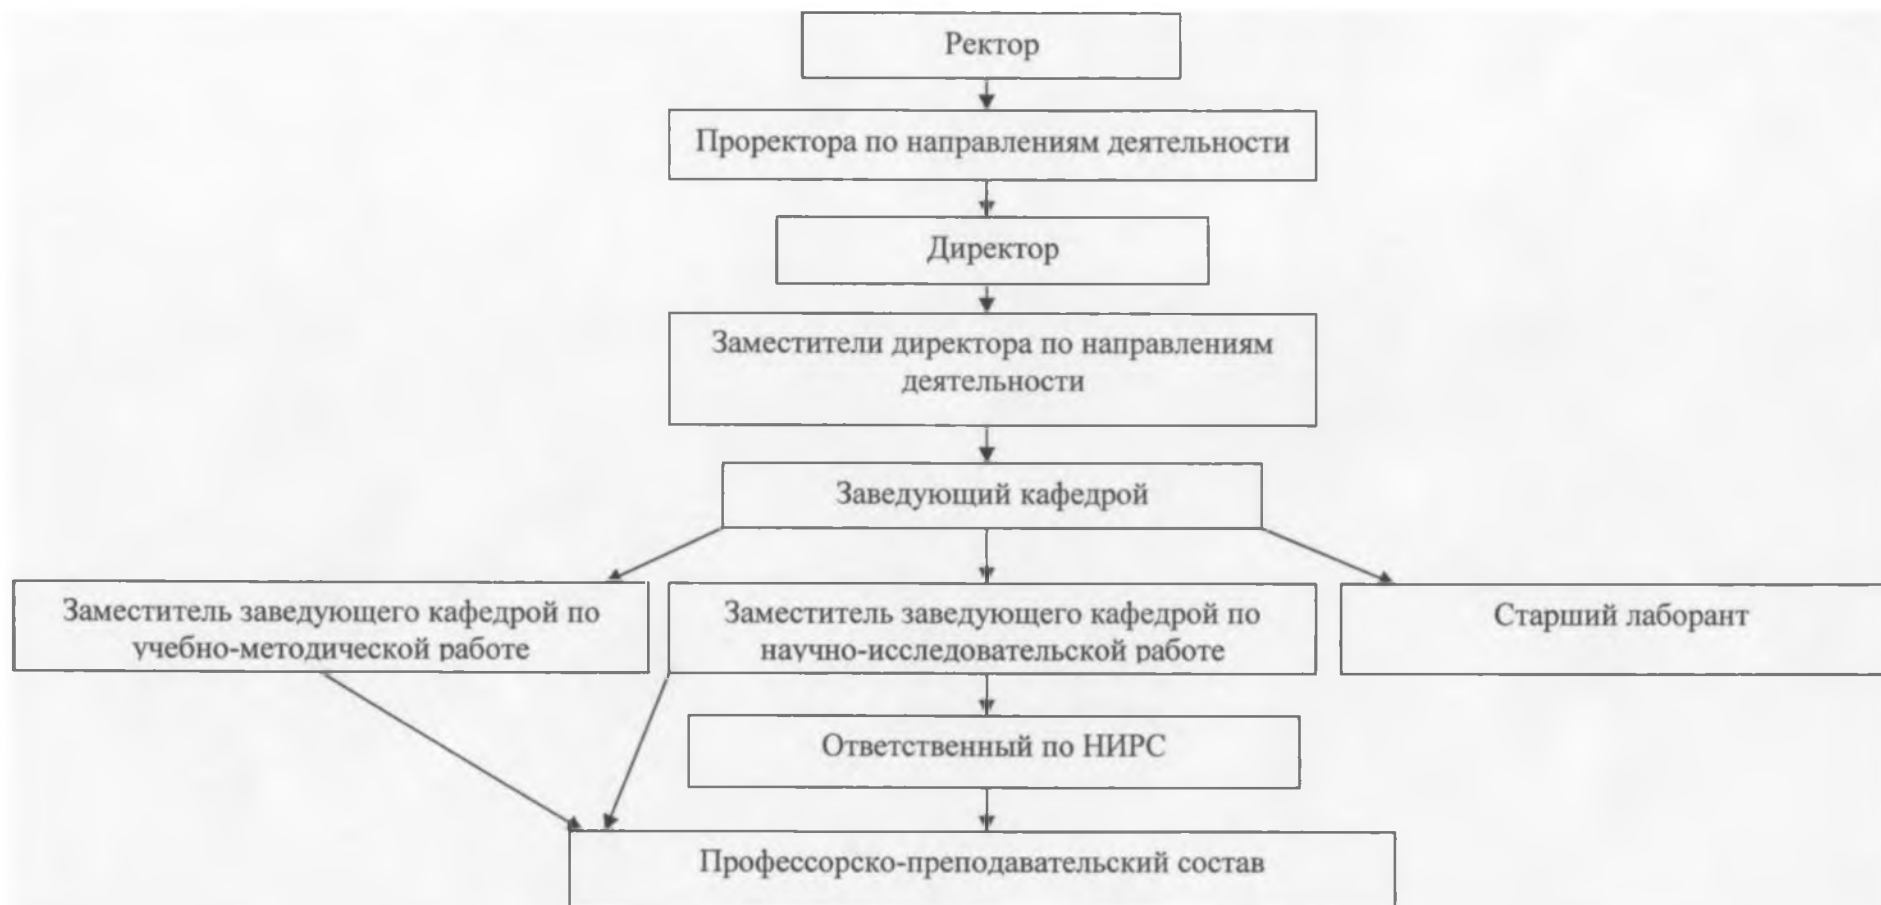 Ректор
Проректора по направлениям деятельности
Директор
Заместители директора по направлениям
деятельности
Заведующий кафедрой
Заместитель заведующего кафедрой по
учебно-методической работе
Заместитель заведующего кафедрой по
научно-исследовательской работе
Старший лаборант
Ответственный по НИРС
Профессорско-преподавательский состав